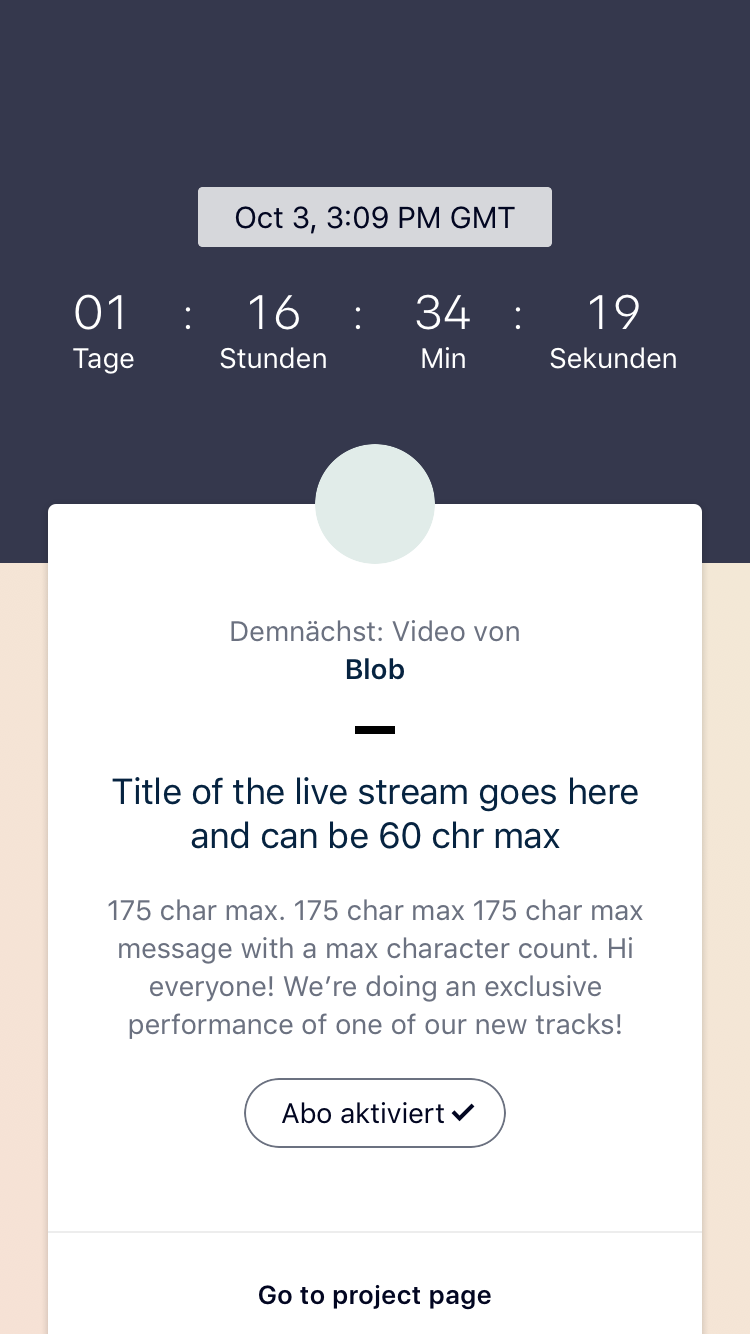 Oct 3, 3:09 PM GMT
01 : 16 : 34 : 19
Tage Stunden Min Sekunden
Demnächst: Video von
Blob
Title of the live stream goes here
and can be 60 chr max
175 char max. 175 char max 175 char max
message with a max character count. Hi
everyone! We’re doing an exclusive
performance of one of our new tracks!
Abo aktiviert ✔
Go to project page